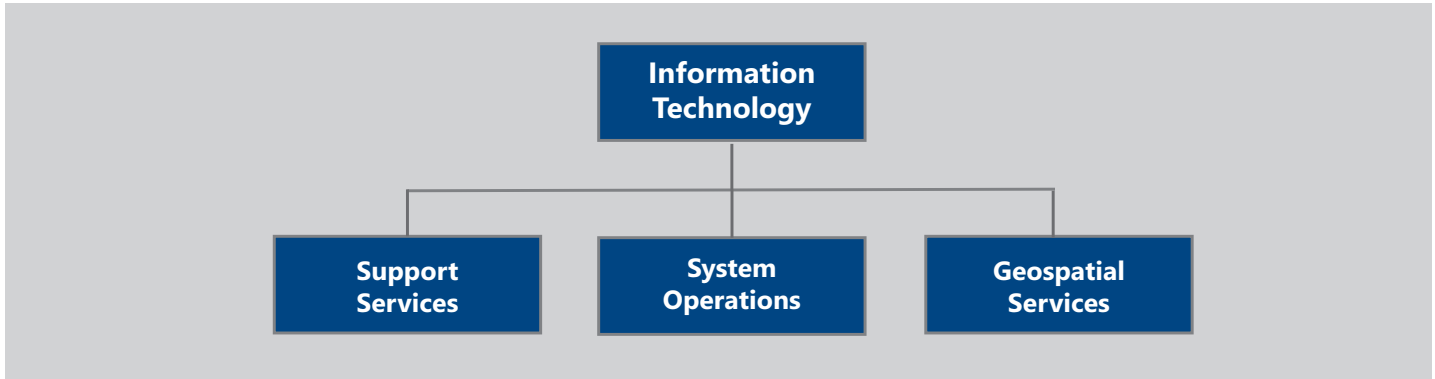 Information
Technology
Support
Services
System
Operations
Geospatial
Services